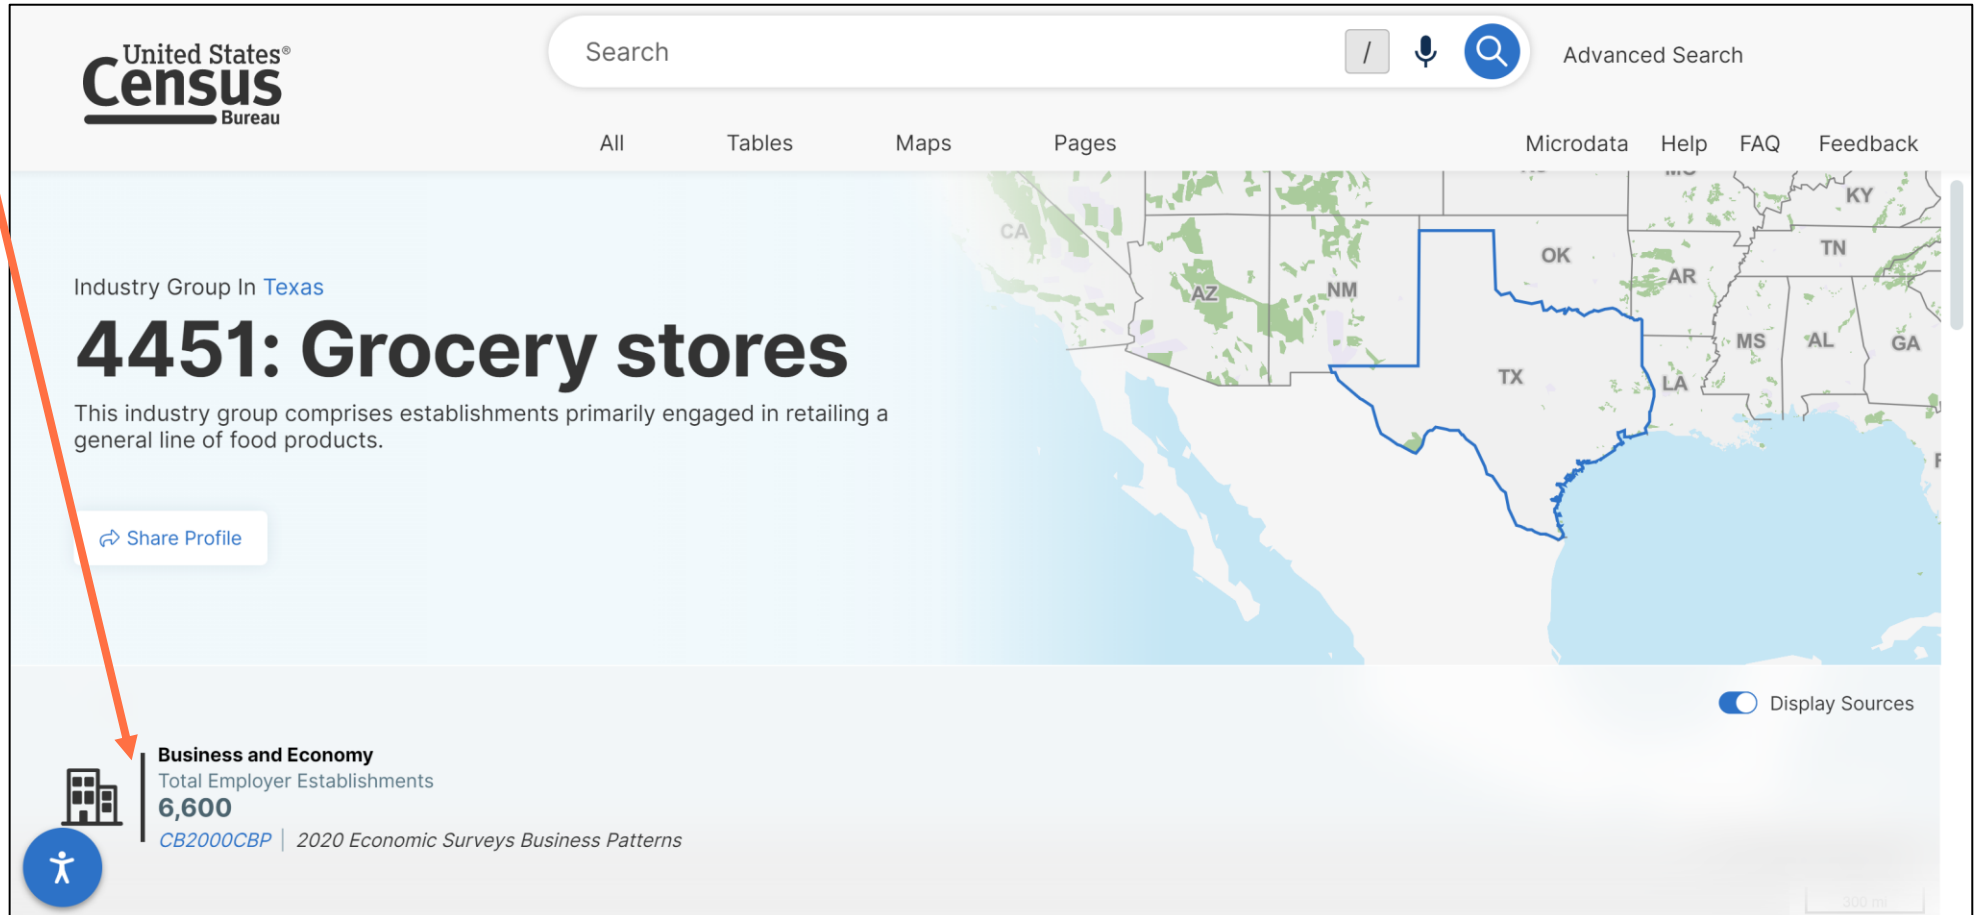 United States®
Census
Bureau
Search
/
Advanced Search
All Tables Maps Pages
Microdata Help FAQ Feedback
KY
CA
OK
TN
AZ
NM
AR
MS
AL
GA
TX
LA
Industry Group In Texas
4451: Grocery stores
This industry group comprises establishments primarily engaged in retailing a
general line of food products.
Share Profile
Display Sources
Business and Economy
Total Employer Establishments
6,600
CB2000CBP | 2020 Economic Surveys Business Patterns
300 mi